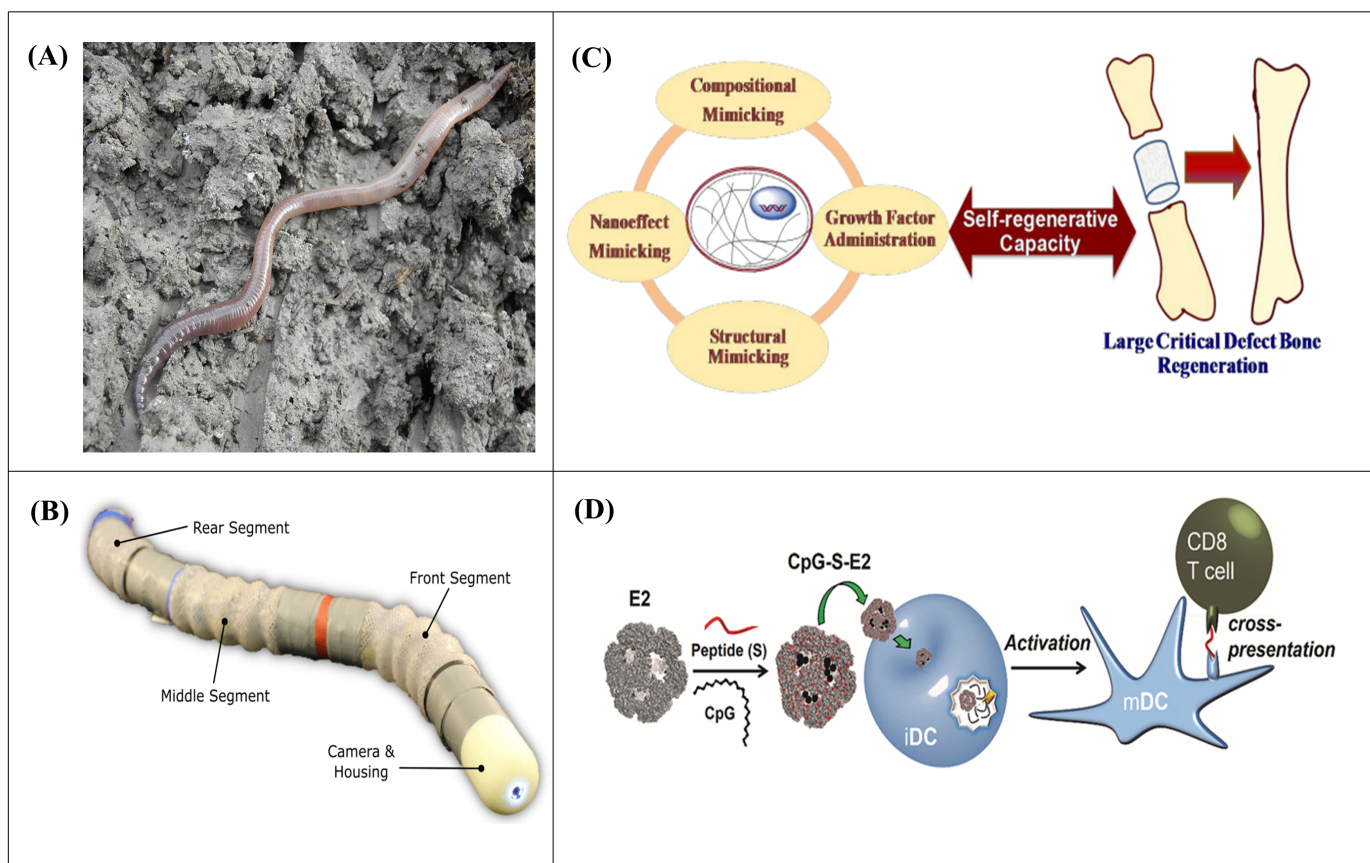 (A)
(B)
Rear Segment
Front Segment
Middle Segment
Camera &
Housing
(C)
Compositional
Mimicking
Nanoeffect
Mimicking
Growth Factor
Administration
Structural
Mimicking
Self-regenerative
Capacity
Large Critical Defect Bone
Regeneration
(D)
E2
Peptide (S)
CpG
CpG-S-E2
iDC
Activation
CD8
T cell
cross-
presentation
mDC